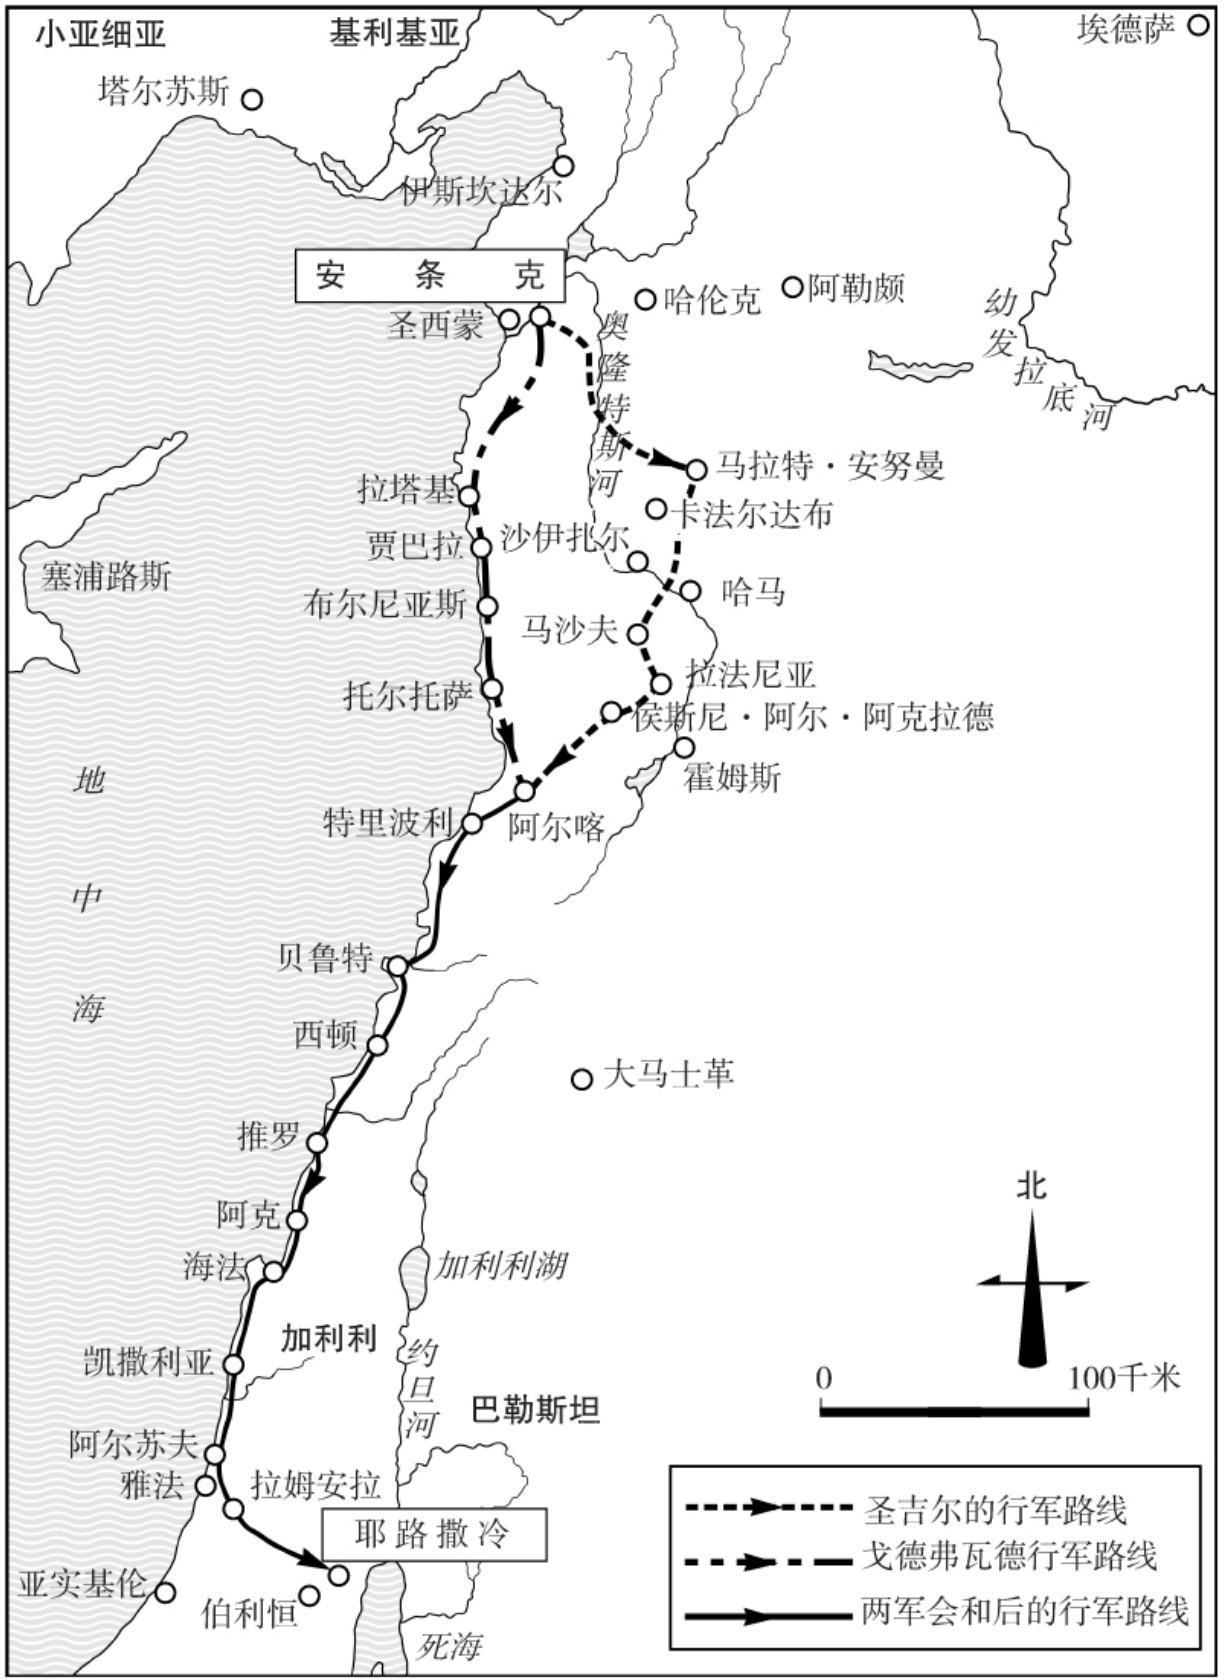 小亚细亚
基利基亚
埃德萨
塔尔苏斯
伊斯坎达尔
安条克
哈伦克
阿勒颇
圣西蒙
奥隆特斯河
幼发拉底河
马拉特·安努曼
拉塔基
卡法尔达布
贾巴拉
沙伊扎尔
塞浦路斯
布尔尼亚斯
哈马
马沙夫
托尔托萨
拉法尼亚
侯斯尼·阿尔·阿克拉德
地中海
霍姆斯
特里波利
阿尔喀
贝鲁特
西顿
大马士革
推罗
北
阿克
海法
加利利湖
加利利
凯撒利亚
约旦河
0
100千米
巴勒斯坦
阿尔苏夫
雅法
拉姆安拉
耶路撒冷
亚实基伦
伯利恒
死海
圣吉尔的行军路线
戈德弗瓦德行军路线
两军会和后的行军路线